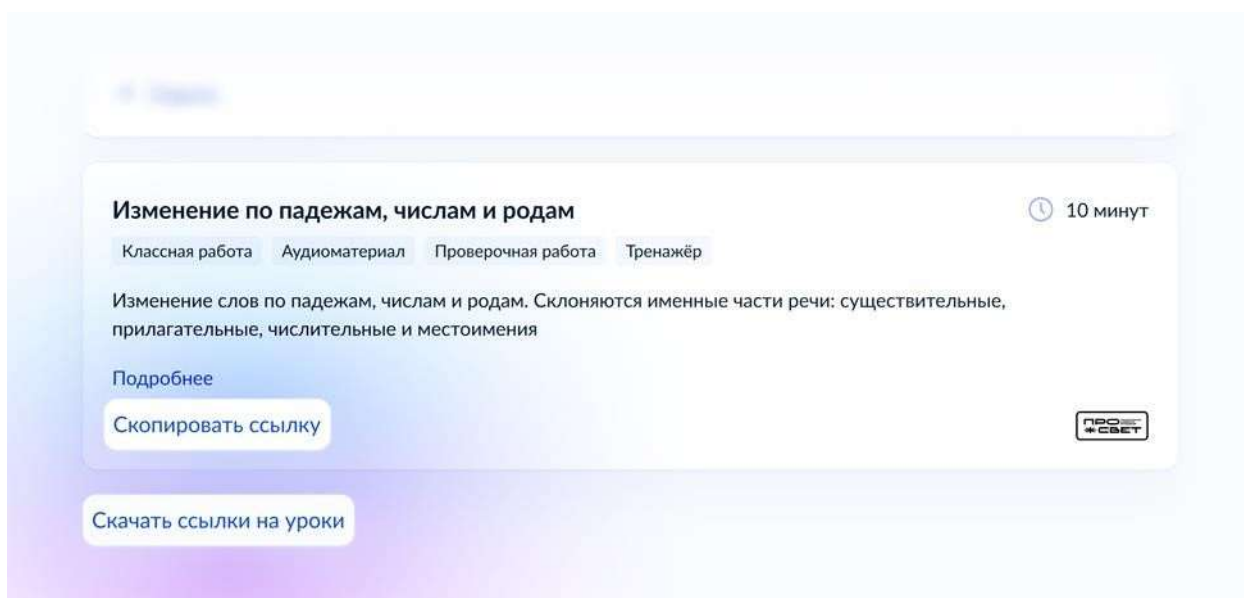 Изменение по падежам, числам и родам
10 минут
Классная работа Аудиоматериал Проверочная работа Тренажёр
Изменение слов по падежам, числам и родам. Склоняются именные части речи: существительные,
прилагательные, числительные и местоимения
Подробнее
Скопировать ссылку
ПРО
СВЕТ
Скачать ссылки на уроки